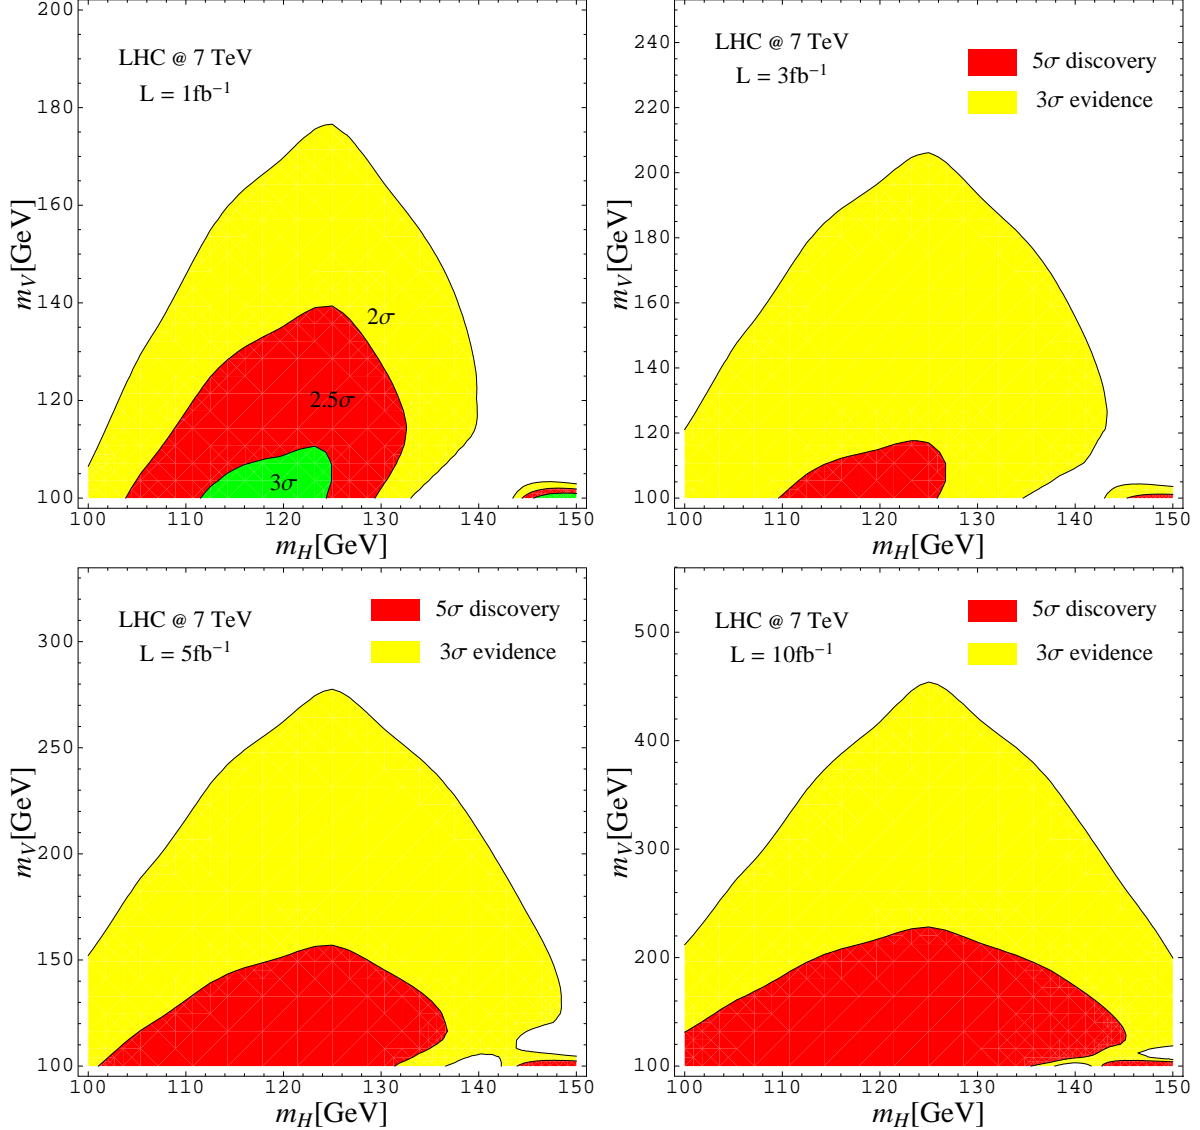 200
180
160
140
120
100
100
110
120
130
140
150
m_V[GeV]
m_H[GeV]
LHC @ 7 TeV
L = 1fb⁻¹
2σ
2.5σ
3σ
240
220
200
180
160
140
120
100
100
110
120
130
140
150
m_V[GeV]
m_H[GeV]
LHC @ 7 TeV
L = 3fb⁻¹
5σ discovery
3σ evidence
300
250
200
150
100
100
110
120
130
140
150
m_V[GeV]
m_H[GeV]
LHC @ 7 TeV
L = 5fb⁻¹
5σ discovery
3σ evidence
500
400
300
200
100
100
110
120
130
140
150
m_V[GeV]
m_H[GeV]
LHC @ 7 TeV
L = 10fb⁻¹
5σ discovery
3σ evidence